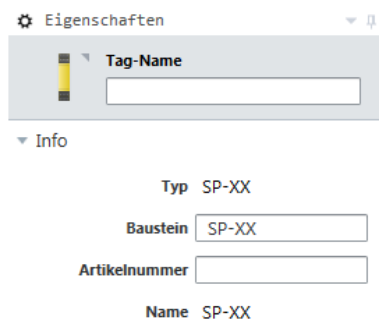 Eigenschaften
Tag-Name
Info
Typ SP-XX
Baustein SP-XX
Artikelnummer
Name SP-XX